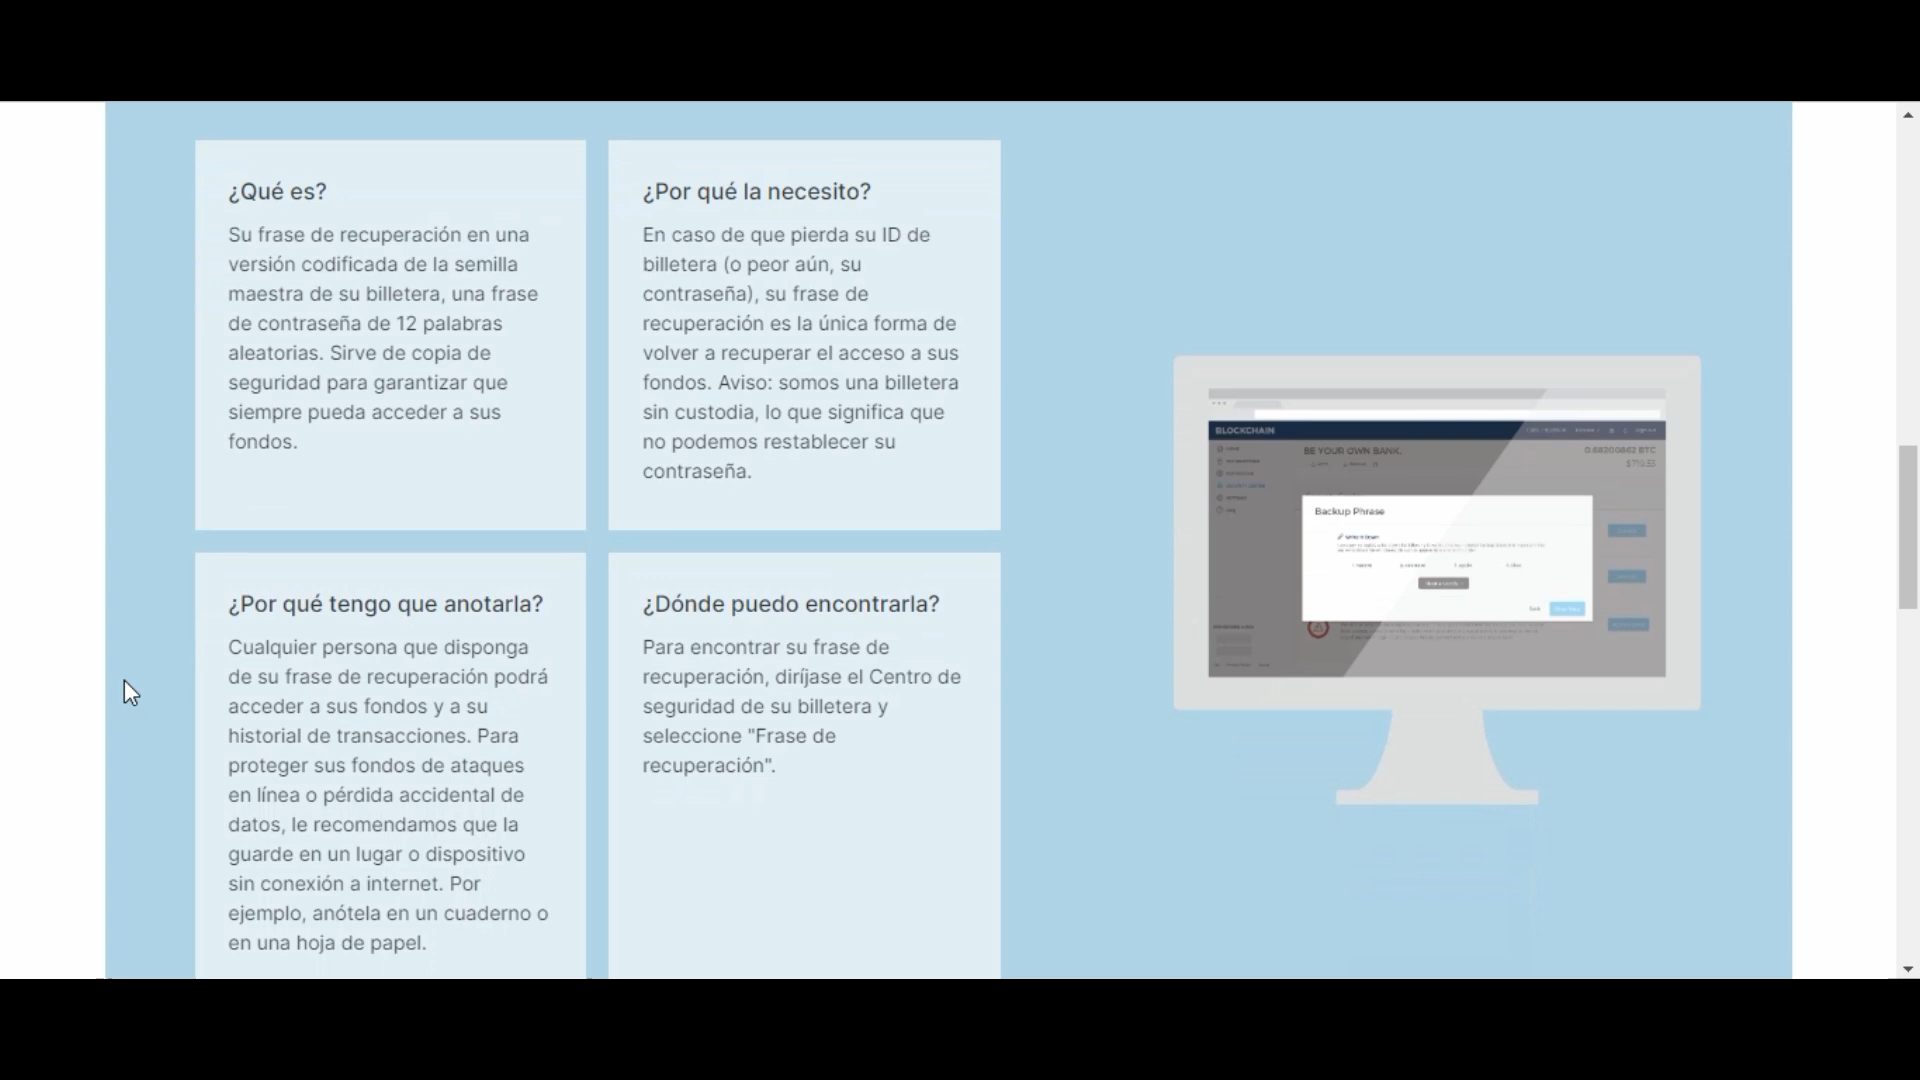 ¿Qué es?
Su frase de recuperación en una
versión codificada de la semilla
maestra de su billetera, una frase
de contraseña de 12 palabras
aleatorias. Sirve de copia de
seguridad para garantizar que
siempre pueda acceder a sus
fondos.
¿Por qué la necesito?
En caso de que pierda su ID de
billetera (o peor aún, su
contraseña), su frase de
recuperación es la única forma de
volver a recuperar el acceso a sus
fondos. Aviso: somos una billetera
sin custodia, lo que significa que
no podemos restablecer su
contraseña.
¿Por qué tengo que anotarla?
Cualquier persona que disponga
de su frase de recuperación podrá
acceder a sus fondos y a su
historial de transacciones. Para
proteger sus fondos de ataques
en línea o pérdida accidental de
datos, le recomendamos que la
guarde en un lugar o dispositivo
sin conexión a internet. Por
ejemplo, anótela en un cuaderno o
en una hoja de papel.
¿Dónde puedo encontrarla?
Para encontrar su frase de
recuperación, diríjase el Centro de
seguridad de su billetera y
seleccione "Frase de
recuperación".
BLOCKCHAIN
BE YOUR OWN BANK.
0.68200862 BTC
$719.55
Backup Phrase